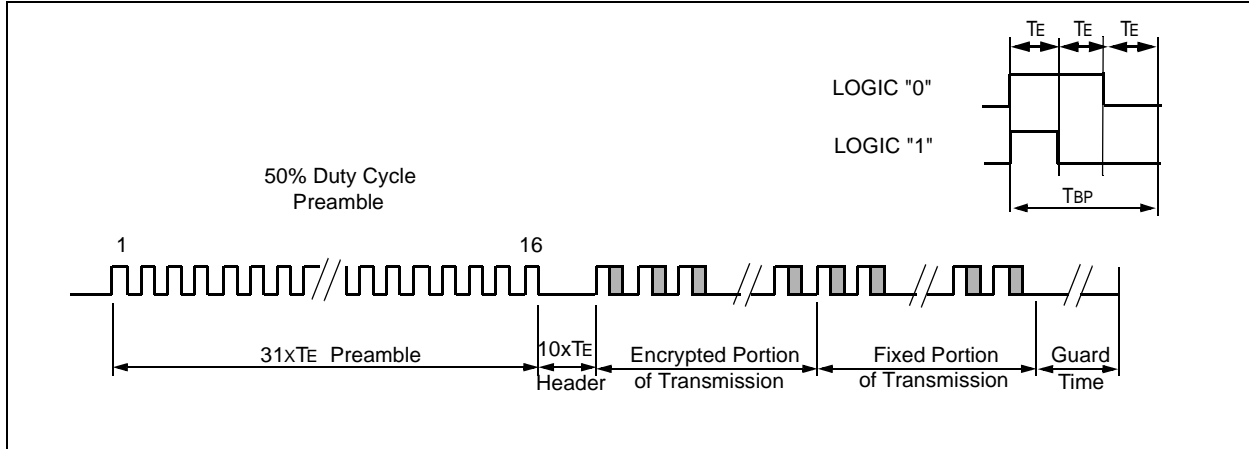 TE TE TE
LOGIC "0"
LOGIC "1"
TBP
50% Duty Cycle
Preamble
1 16
31xTE Preamble
10xTE
Header
Encrypted Portion
of Transmission
Fixed Portion
of Transmission
Guard
Time